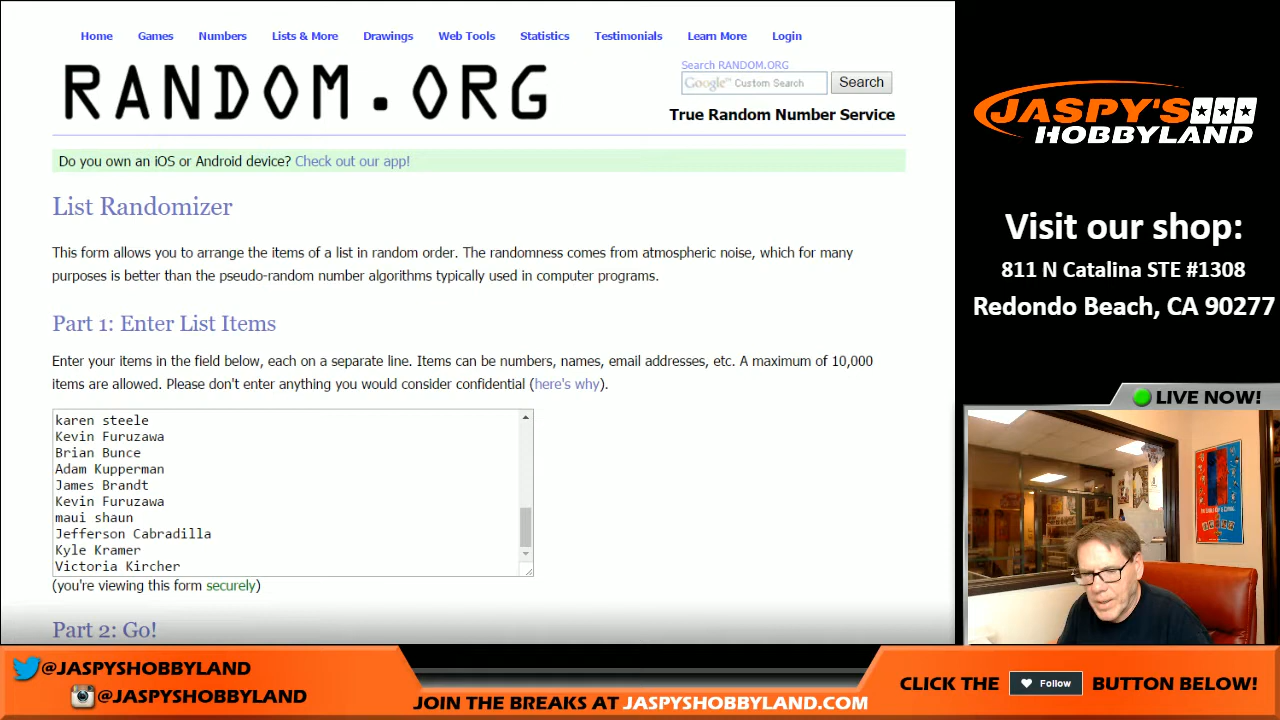 Home Games Numbers Lists & More Drawings Web Tools Statistics Testimonials Learn More Login
RANDOM.ORG
Search RANDOM.ORG
Google™ Custom Search
Search
True Random Number Service
Do you own an iOS or Android device? Check out our app!
List Randomizer
This form allows you to arrange the items of a list in random order. The randomness comes from atmospheric noise, which for many
purposes is better than the pseudo-random number algorithms typically used in computer programs.
Part 1: Enter List Items
Enter your items in the field below, each on a separate line. Items can be numbers, names, email addresses, etc. A maximum of 10,000
items are allowed. Please don't enter anything you would consider confidential (here's why).
karen steele
Kevin Furuzawa
Brian Bunce
Adam Kupperman
James Brandt
Kevin Furuzawa
maui shaun
Jefferson Cabradilla
Kyle Kramer
Victoria Kircher
(you're viewing this form securely)
Part 2: Go!
JASPY'S
HOBBYLAND
Visit our shop:
811 N Catalina STE #1308
Redondo Beach, CA 90277
LIVE NOW!
@JASPYSHOBBYLAND
@JASPYSHOBBYLAND
JOIN THE BREAKS AT JASPYSHOBBYLAND.COM
CLICK THE Follow BUTTON BELOW!